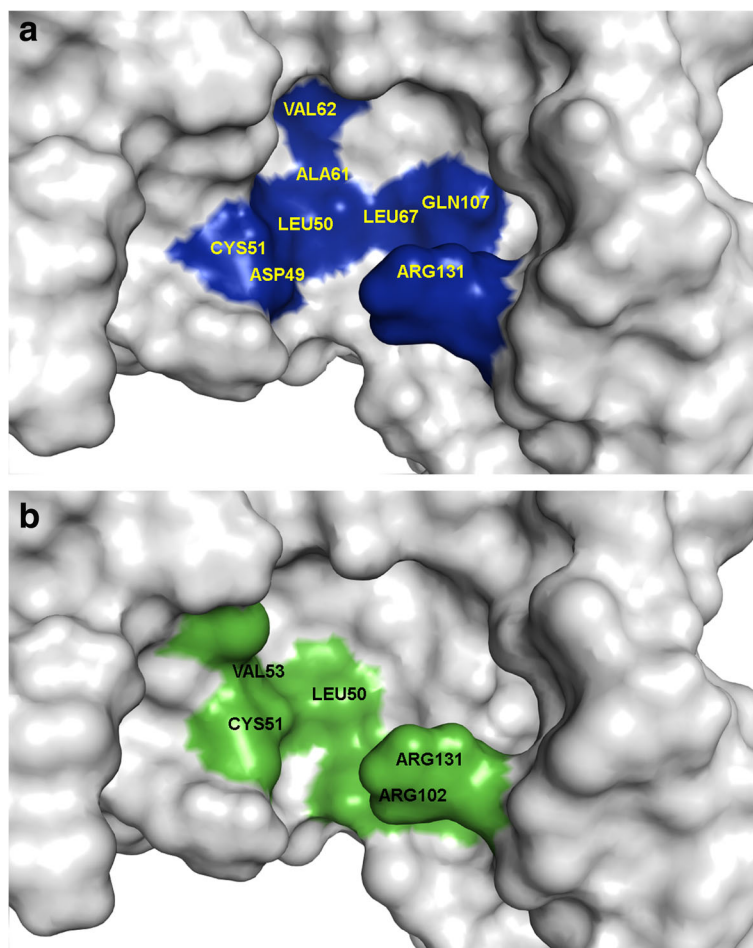 a
VAL62
ALA61
GLN107
LEU67
LEU50
CYS51
ASP49
ARG131
b
VAL53
LEU50
CYS51
ARG131
ARG102